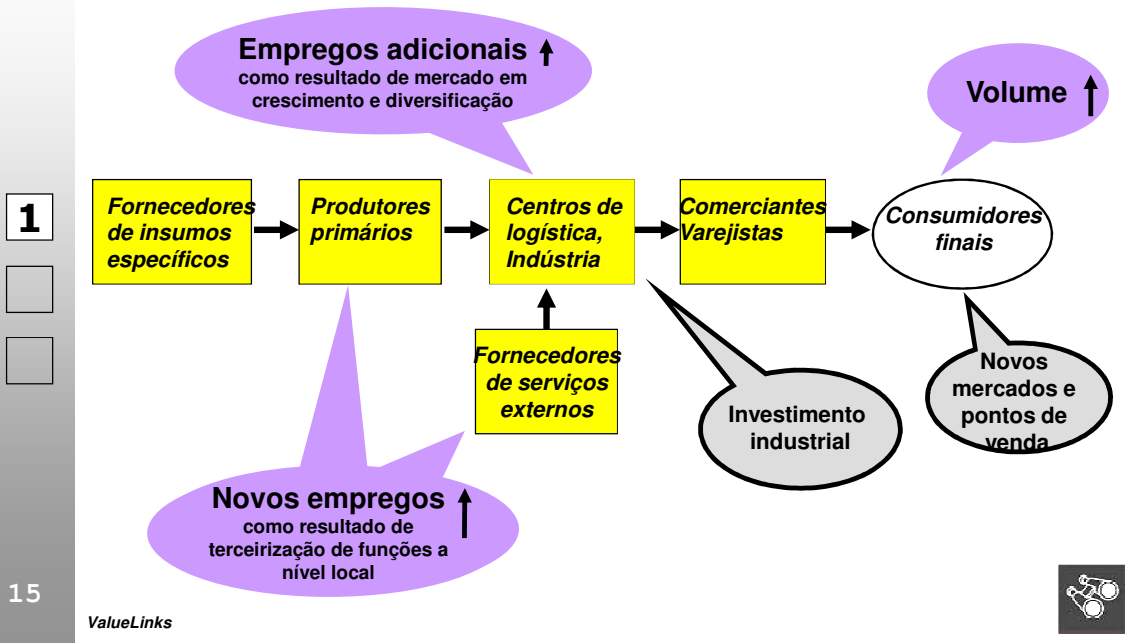 Empregos adicionais
como resultado de mercado em
crescimento e diversificação
Volume
1
Fornecedores
de insumos
específicos
Produtores
primários
Centros de
logística,
Indústria
Comerciantes
Varejistas
Consumidores
finais
Fornecedores
de serviços
externos
Investimento
industrial
Novos
mercados e
pontos de
venda
Novos empregos
como resultado de
terceirização de funções a
nível local
15
ValueLinks